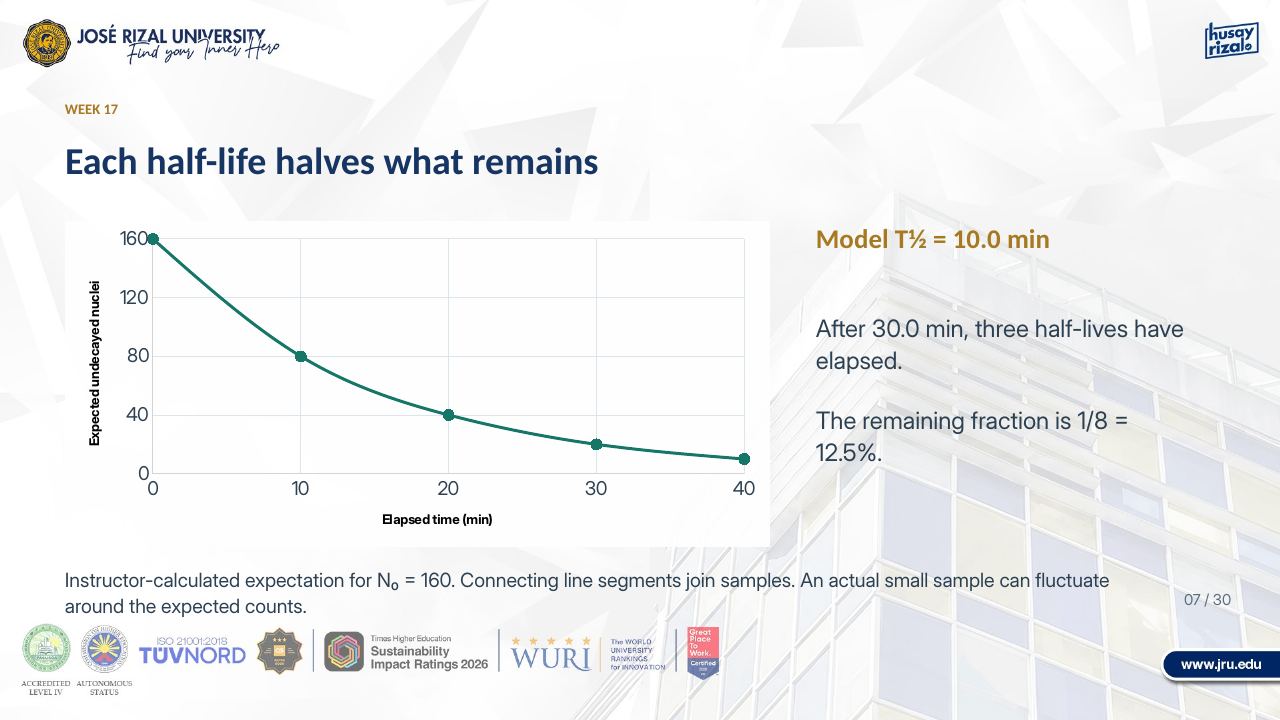 JOSÉ RIZAL UNIVERSITY
Find your Inner Hero
husay
rizal
WEEK 17
Each half-life halves what remains
160
120
80
40
0
0 10 20 30 40
Expected undecayed nuclei
Elapsed time (min)
Model T½ = 10.0 min
After 30.0 min, three half-lives have
elapsed.
The remaining fraction is 1/8 =
12.5%.
Instructor-calculated expectation for N₀ = 160. Connecting line segments join samples. An actual small sample can fluctuate
around the expected counts.
07 / 30
ACCREDITED
LEVEL IV
AUTONOMOUS
STATUS
ISO 21001:2018
TÜVNORD
Times Higher Education
Sustainability
Impact Ratings 2026
WURI
The WORLD
UNIVERSITY
RANKINGS
for INNOVATION
Great
Place
To
Work.
Certified
www.jru.edu